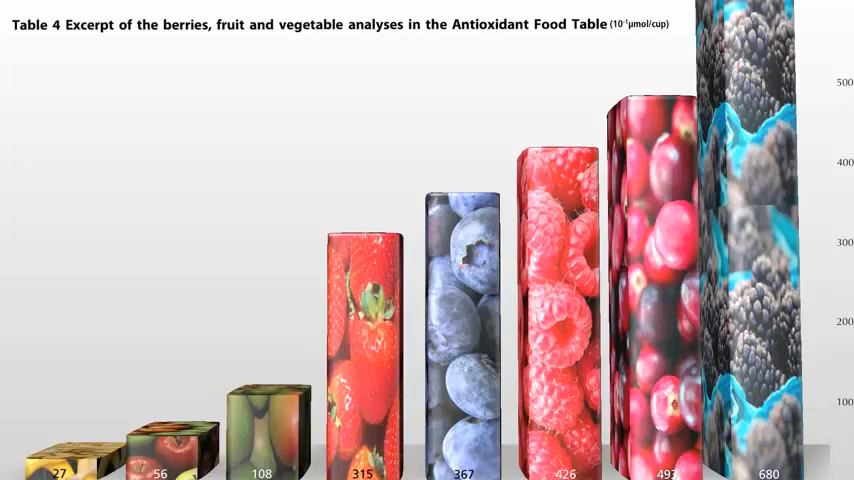 Table 4 Excerpt of the berries, fruit and vegetable analyses in the Antioxidant Food Table (10⁻¹µmol/cup)
500
400
300
200
100
27 56 108 315 367 426 493 680